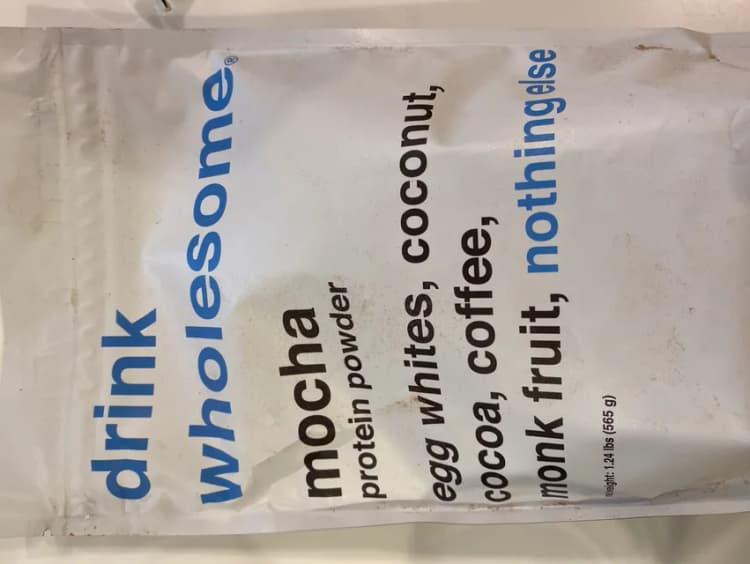 drink
wholesome®
mocha
protein powder
egg whites, coconut,
cocoa, coffee,
monk fruit, nothingelse
weight: 1.24 lbs (565 g)